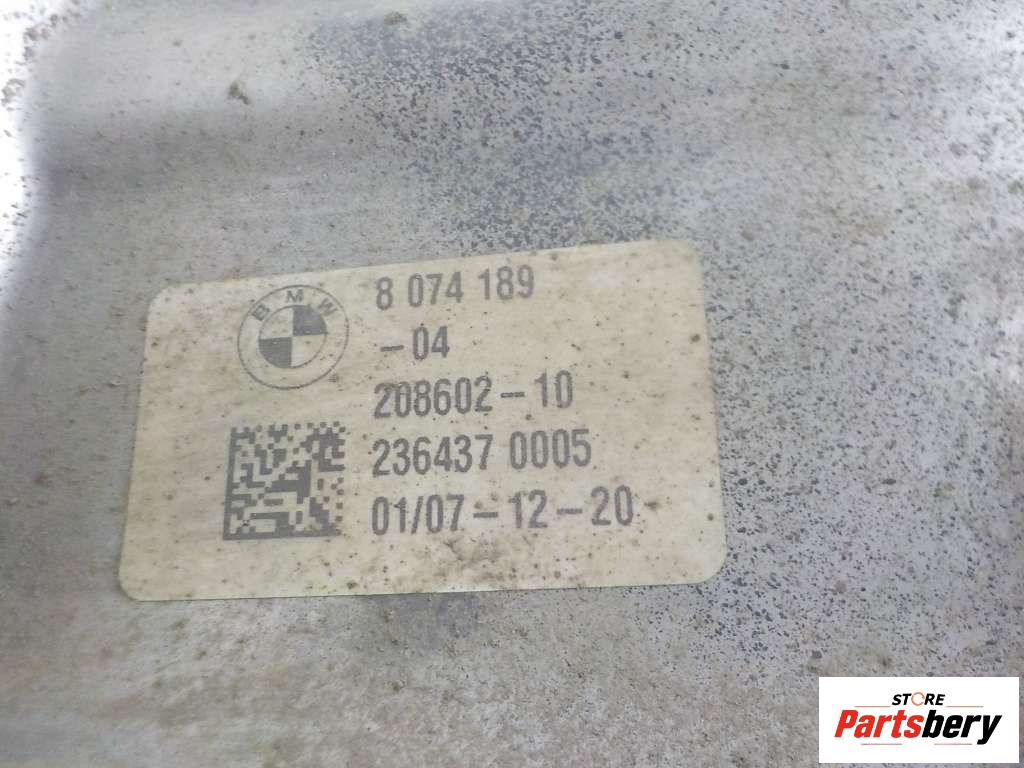 BMW
8 074 189
-04
208602-10
236437 0005
01/07-12-20
STORE
Partsbery